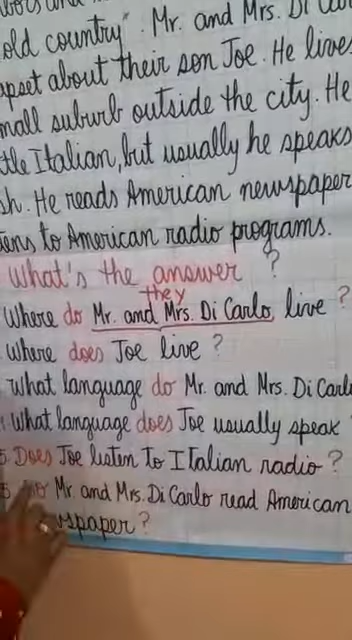 old country". Mr. and Mrs. Di
upset about their son Joe. He lives
small suburb outside the city. He
Italian, but usually he speaks
He reads American newspaper
to American radio programs.
What's the answer ?
they
Where do Mr. and Mrs. Di Carlo live ?
Where does Joe live ?
What language do Mr. and Mrs. Di Carlo
What language does Joe usually speak
5. Does Joe listen to Italian radio ?
Mr. and Mrs. Di Carlo read American
spaper ?